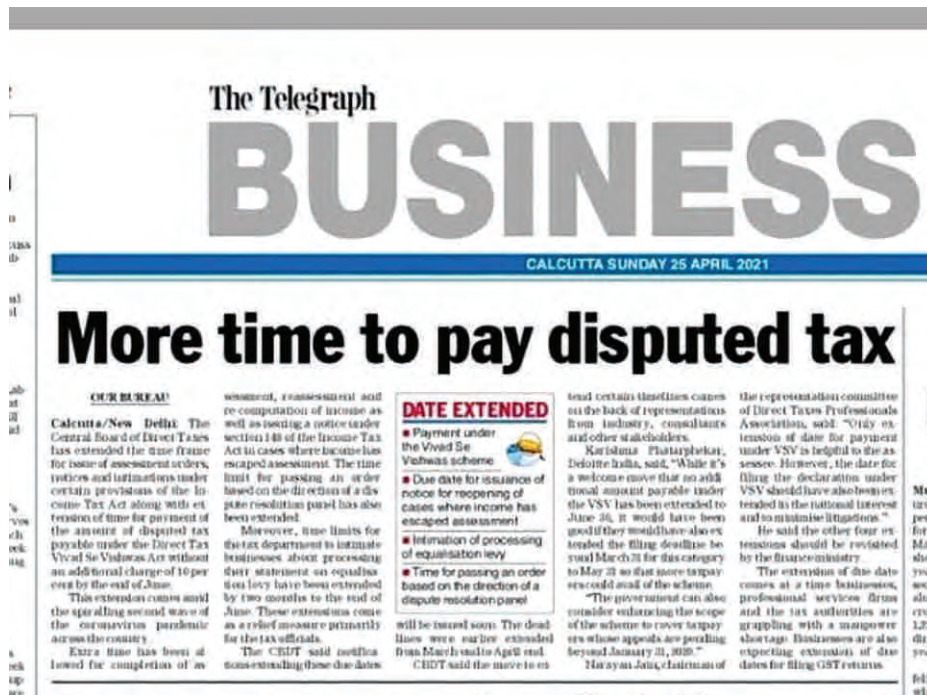 The Telegraph
BUSINESS
CALCUTTA SUNDAY 25 APRIL 2021
More time to pay disputed tax
OUR BUREAU
Calcutta/New Delhi: The
Central Board of Direct Taxes
has extended the time frame
for issue of assessment orders,
notices and intimations under
certain provisions of the In-
come Tax Act along with ex-
tension of time for payment of
the amount of disputed tax
payable under the Direct Tax
Vivad Se Vishwas Act without
an additional charge of 10 per
cent by the end of June.
This extension comes amid
the spiralling second wave of
the coronavirus pandemic
across the country.
Extra time has been al-
lowed for completion of as-
sessment, reassessment and
re-computation of income as
well as issuing a notice under
section 148 of the Income Tax
Act in cases where income has
escaped assessment. The time
limit for passing an order
based on the direction of a dis-
pute resolution panel has also
been extended.
Moreover, time limits for
the tax department to intimate
businesses about processing
their statement on equalisa-
tion levy have been extended
by two months to the end of
June. These extensions come
as a relief measure primarily
for the tax officials.
The CBDT said notifica-
tions extending these due dates
DATE EXTENDED
Payment under
the Vivad Se
Vishwas scheme
Due date for issuance of
notice for reopening of
cases where income has
escaped assessment
Intimation of processing
of equalisation levy
Time for passing an order
based on the direction of a
dispute resolution panel
will be issued soon. The dead-
lines were earlier extended
from March end to April end.
CBDT said the move to ex-
tend certain timelines comes
on the back of representations
from industry, consultants
and other stakeholders.
Karishma Phatarphekar,
Deloitte India, said, "While it's
a welcome move that no addi-
tional amount payable under
the VSV has been extended to
June 30, it would have been
good if they would have also ex-
tended the filing deadline be-
yond March 31 for this category
to May 31 so that more taxpay-
ers could avail of the scheme.
"The government can also
consider enhancing the scope
of the scheme to cover taxpay-
ers whose appeals are pending
beyond January 31, 2020."
Narayan Jain, chairman of
the representation committee
of Direct Taxes Professionals
Association, said: "Only ex-
tension of date for payment
under VSV is helpful to the as-
sessee. However, the date for
filing the declaration under
VSV should have also been ex-
tended in the national interest
and to minimise litigations."
He said the other four ex-
tensions should be revisited
by the finance ministry.
The extension of due date
comes at a time businesses,
professional services firms
and the tax authorities are
grappling with a manpower
shortage. Businesses are also
expecting extension of due
dates for filing GST returns.